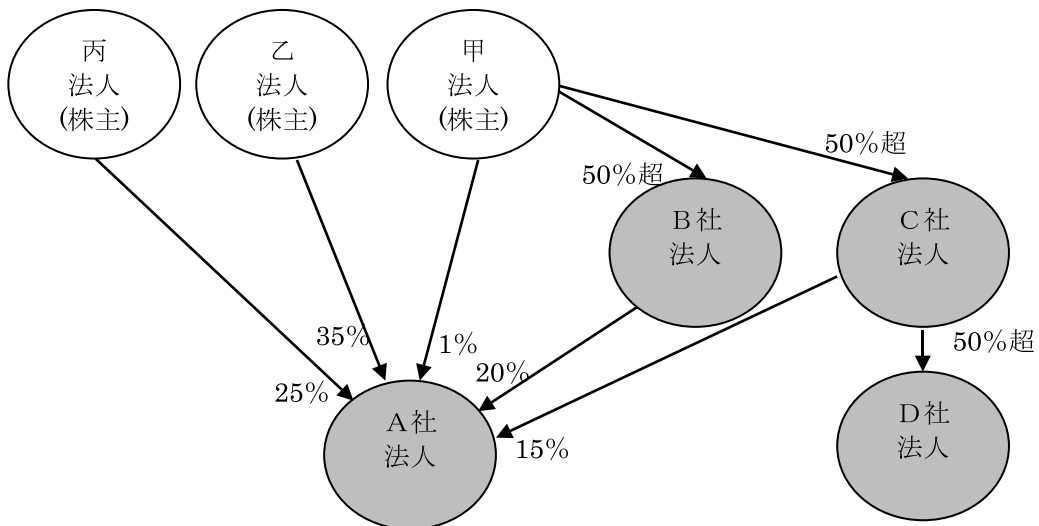 丙
法人
(株主)
乙
法人
(株主)
甲
法人
(株主)
50%超
50%超
B社
法人
C社
法人
35%
1%
50%超
20%
25%
A社
法人
D社
法人
15%